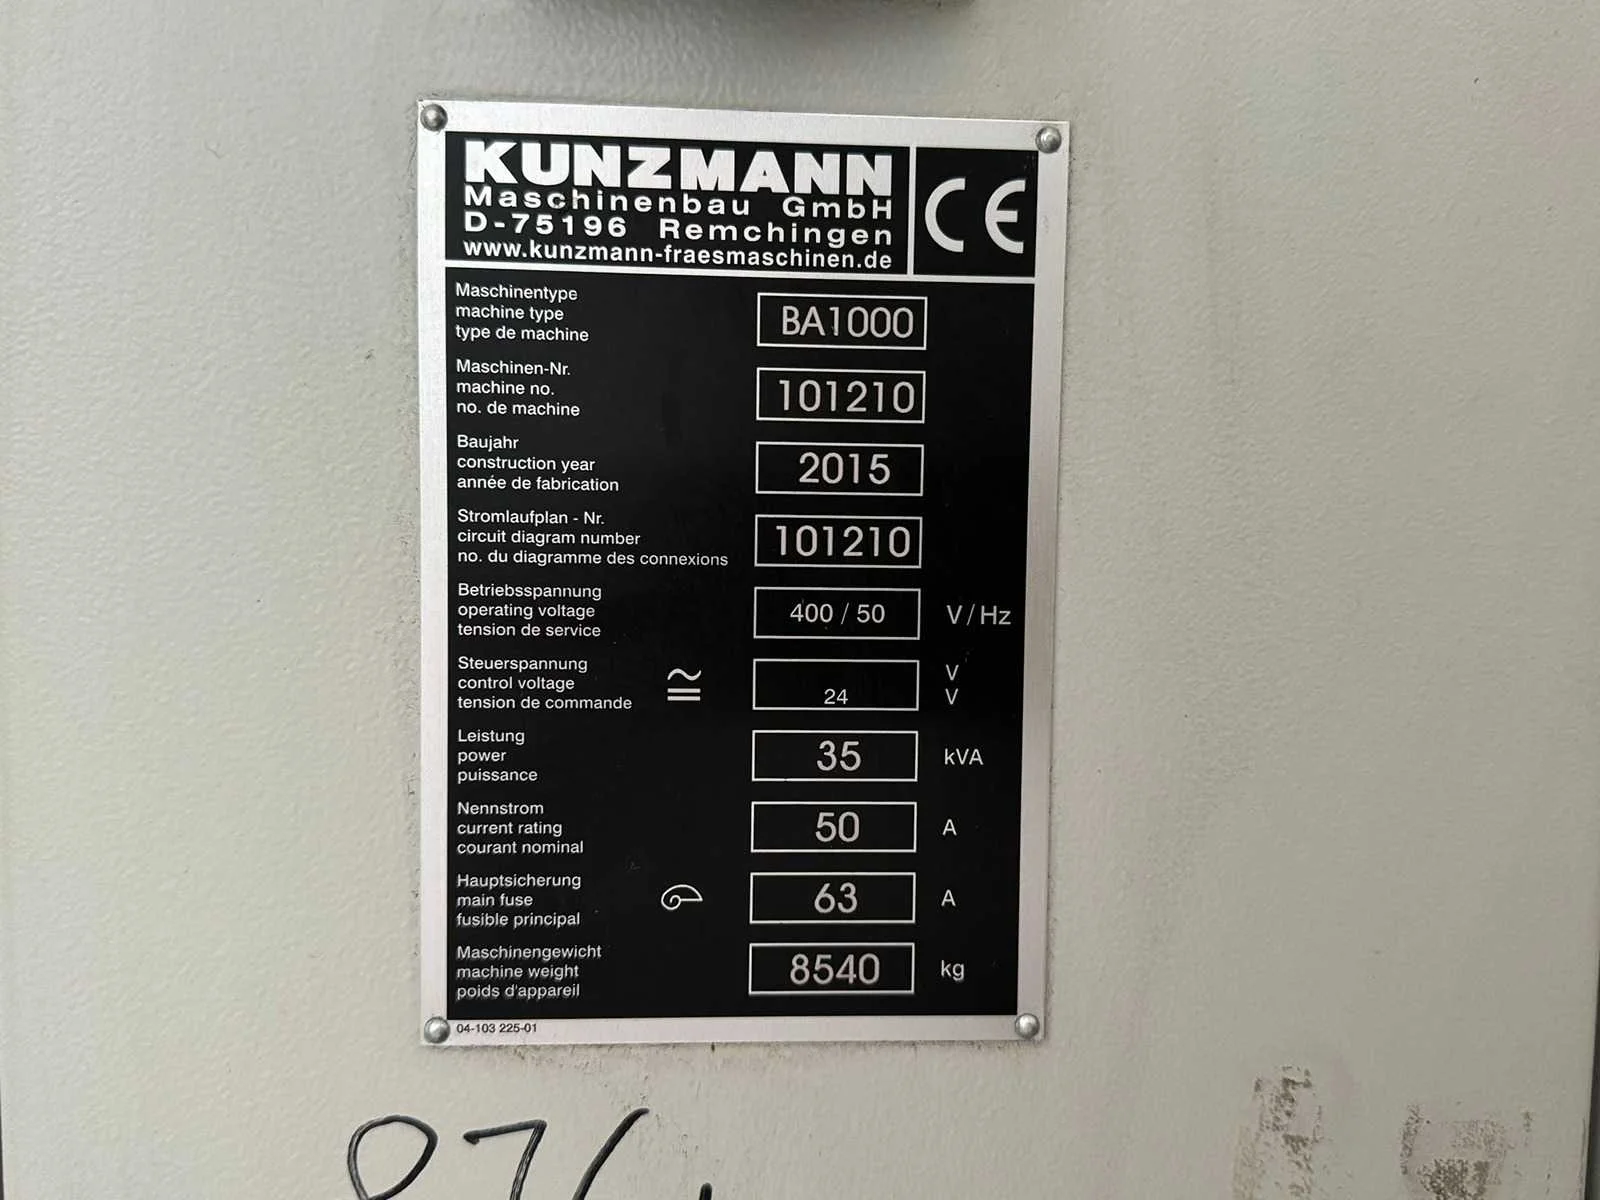 KUNZMANN
Maschinenbau GmbH
D-75196 Remchingen
www.kunzmann-fraesmaschinen.de
CE
Maschinentype
machine type
type de machine
BA1000
Maschinen-Nr.
machine no.
no. de machine
101210
Baujahr
construction year
année de fabrication
2015
Stromlaufplan - Nr.
circuit diagram number
no. du diagramme des connexions
101210
Betriebsspannung
operating voltage
tension de service
400 / 50 V/Hz
Steuerspannung
control voltage
tension de commande
≅
V
24 V
Leistung
power
puissance
35 kVA
Nennstrom
current rating
courant nominal
50 A
Hauptsicherung
main fuse
fusible principal
63 A
Maschinengewicht
machine weight
poids d'appareil
8540 kg
04-103 225-01